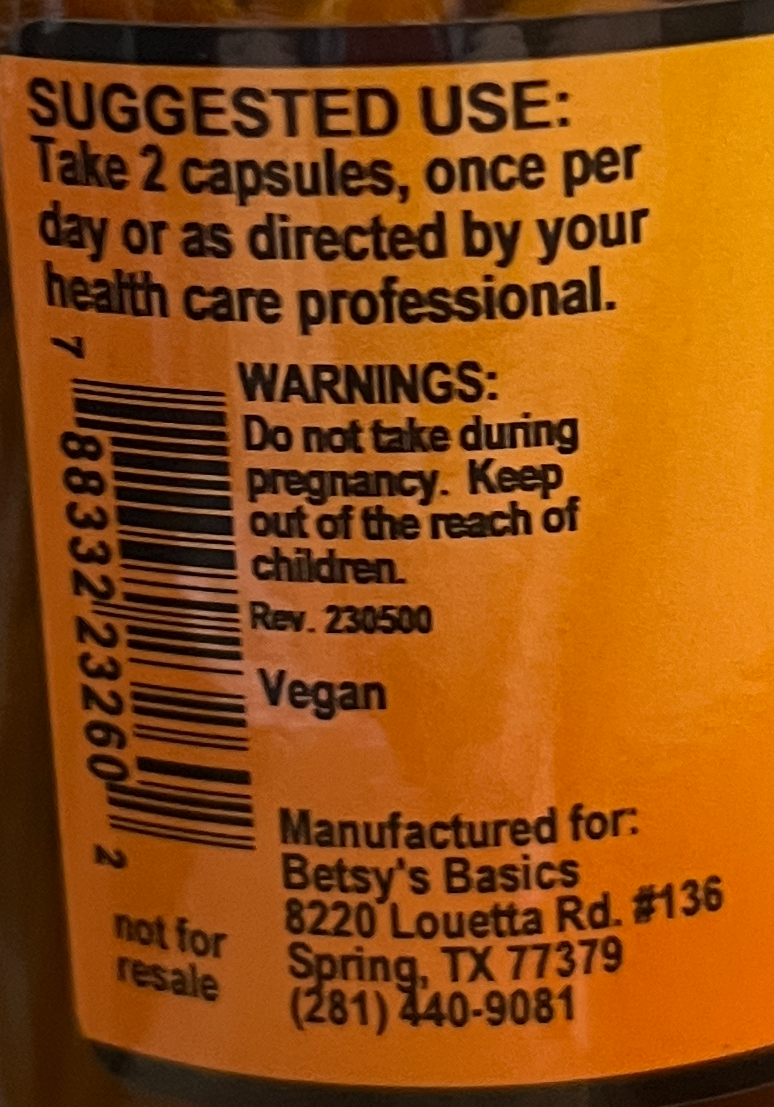 SUGGESTED USE:
Take 2 capsules, once per
day or as directed by your
health care professional.
WARNINGS:
Do not take during
pregnancy. Keep
out of the reach of
children.
Rev. 230500
Vegan
7 88332 23260 2
not for
resale
Manufactured for:
Betsy's Basics
8220 Louetta Rd. #136
Spring, TX 77379
(281) 440-9081